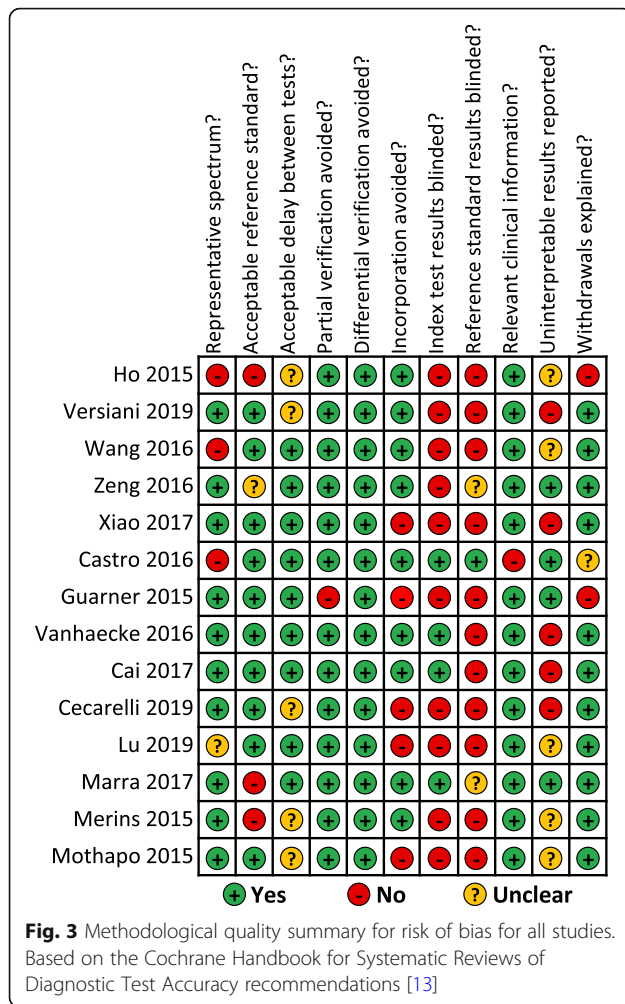 Representative spectrum?
Acceptable reference standard?
Acceptable delay between tests?
Partial verification avoided?
Differential verification avoided?
Incorporation avoided?
Index test results blinded?
Reference standard results blinded?
Relevant clinical information?
Uninterpretable results reported?
Withdrawals explained?
Ho 2015 - - ? + + + - - + ? -
Versiani 2019 + + ? + + + - - + - +
Wang 2016 - + + + + + - - + ? +
Zeng 2016 + ? + + + + - ? + + +
Xiao 2017 + + + + + - - - + - +
Castro 2016 - + + + + + + + - + ?
Guarner 2015 + + + - + - - - + + -
Vanhaecke 2016 + + + + + + + - + - +
Cai 2017 + + + + + + + - + - +
Cecarelli 2019 + + ? + + - - - + - +
Lu 2019 ? + + + + - - - + ? +
Marra 2017 + - + + + + + ? + + +
Merins 2015 + - ? + + + - - + ? +
Mothapo 2015 + + ? + + - - - + ? +
+ Yes - No ? Unclear
Fig. 3 Methodological quality summary for risk of bias for all studies.
Based on the Cochrane Handbook for Systematic Reviews of
Diagnostic Test Accuracy recommendations [13]